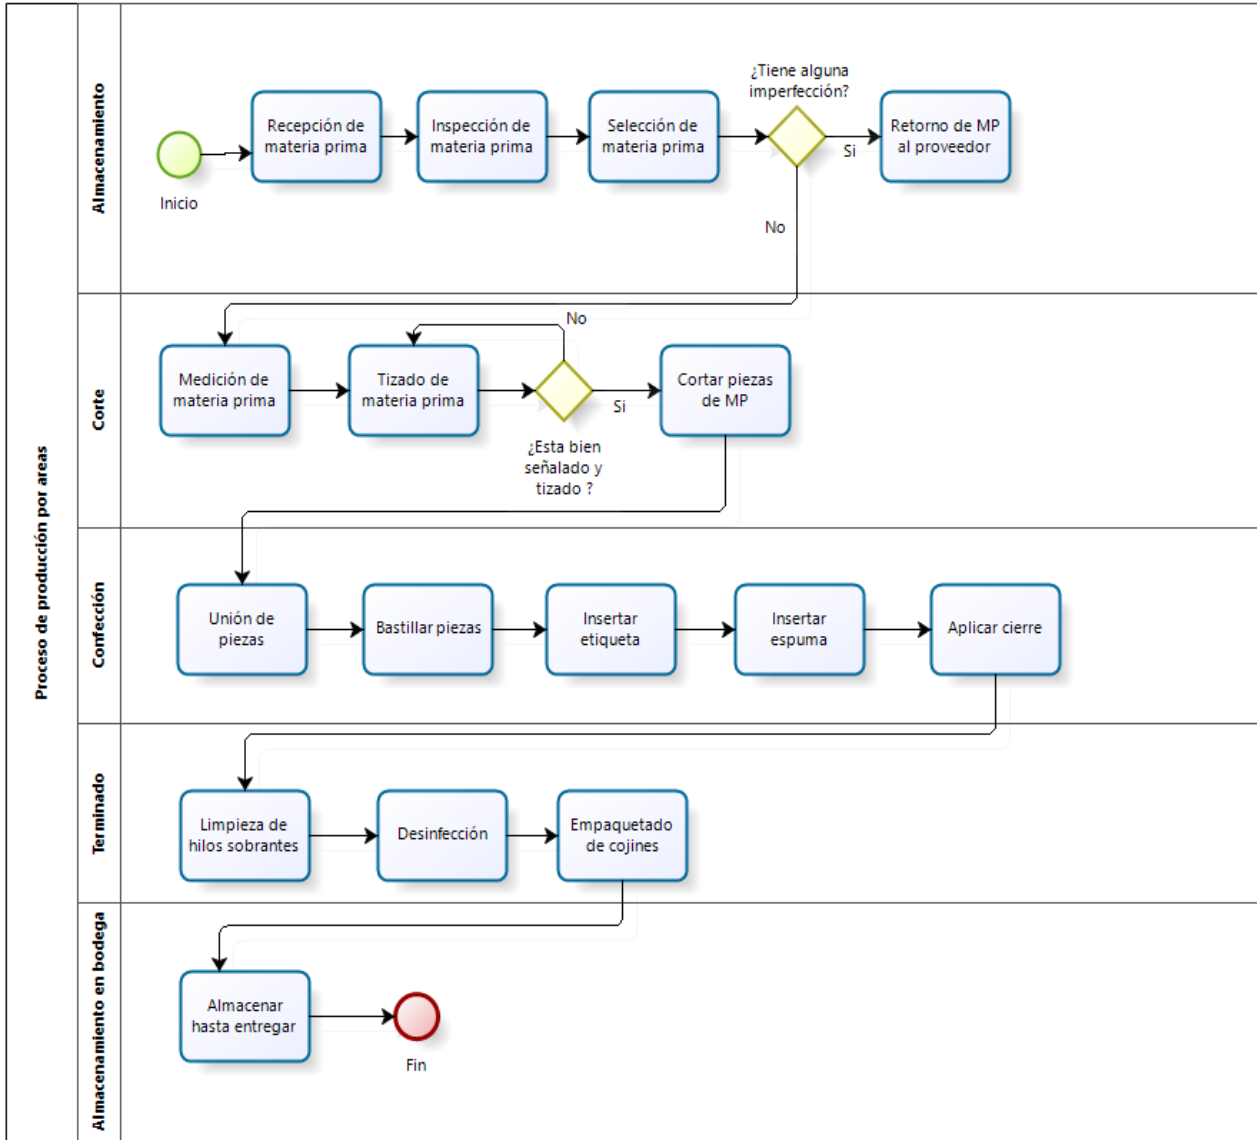 Proceso de producción por areas
Almacenamiento
Inicio
Recepción de
materia prima
Inspección de
materia prima
Selección de
materia prima
¿Tiene alguna
imperfección?
Si
No
Retorno de MP
al proveedor
Corte
Medición de
materia prima
Tizado de
materia prima
No
Si
¿Esta bien
señalado y
tizado ?
Cortar piezas
de MP
Confección
Unión de
piezas
Bastillar piezas
Insertar
etiqueta
Insertar
espuma
Aplicar cierre
Terminado
Limpieza de
hilos sobrantes
Desinfección
Empaquetado
de cojines
Almacenamiento en bodega
Almacenar
hasta entregar
Fin